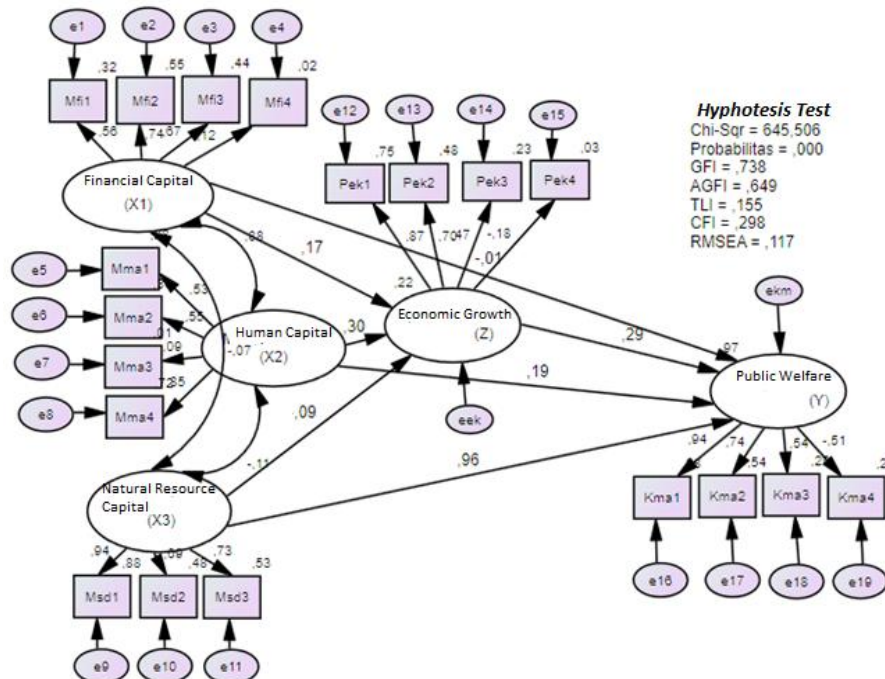 e1
e2
e3
e4
,32
,55
,44
,02
Mfi1
Mfi2
Mfi3
Mfi4
,56
,74
,67
,12
Financial Capital
(X1)
e12
e13
e14
e15
,75
,48
,23
,03
Pek1
Pek2
Pek3
Pek4
,87
,70
,47
-,18
Hyphotesis Test
Chi-Sqr = 645,506
Probabilitas = ,000
GFI = ,738
AGFI = ,649
TLI = ,155
CFI = ,298
RMSEA = ,117
e5
Mma1
,53
e6
Mma2
,55
e7
Mma3
,09
e8
Mma4
,85
Human Capital
(X2)
-,07
,17
-,01
,22
,30
Economic Growth
(Z)
,29
,19
,09
eek
ekm
,97
Public Welfare
(Y)
-,11
,96
Natural Resource
Capital
(X3)
,94
,73
,88
,48
,53
Msd1
Msd2
Msd3
e9
e10
e11
,94
,74
,54
-,51
,54
Kma1
Kma2
Kma3
Kma4
e16
e17
e18
e19